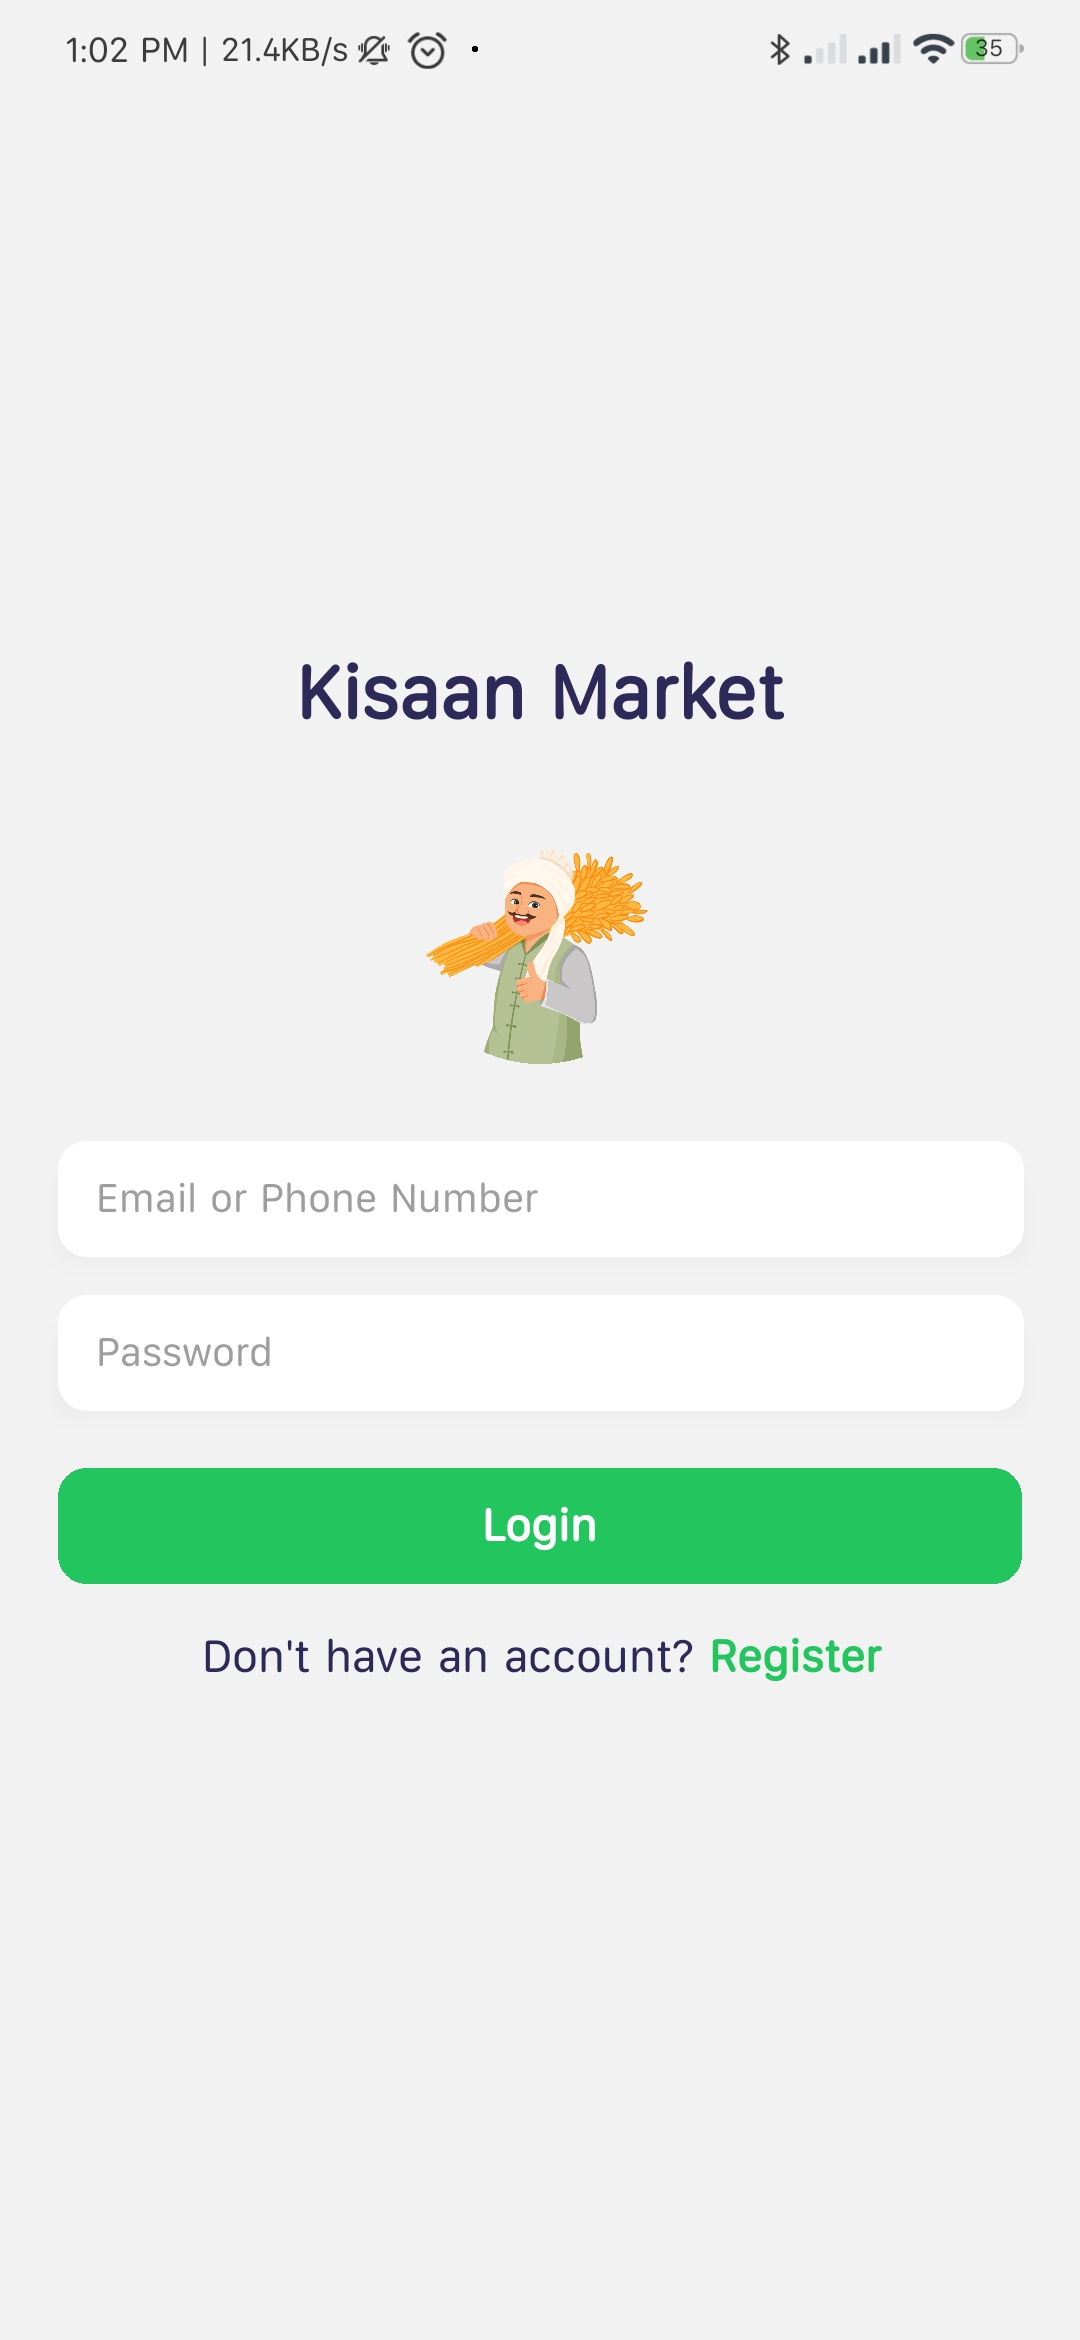 1:02 PM | 21.4KB/s 35
Kisaan Market
Email or Phone Number
Password
Login
Don't have an account? Register